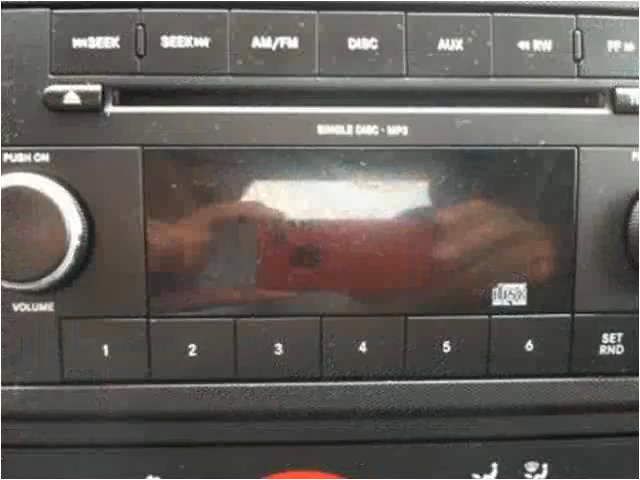 ⏮SEEK SEEK⏭ AM/FM DISC AUX ◀◀ RW FF
SINGLE DISC - MP3
PUSH ON
VOLUME
1 2 3 4 5 6 SET
RND